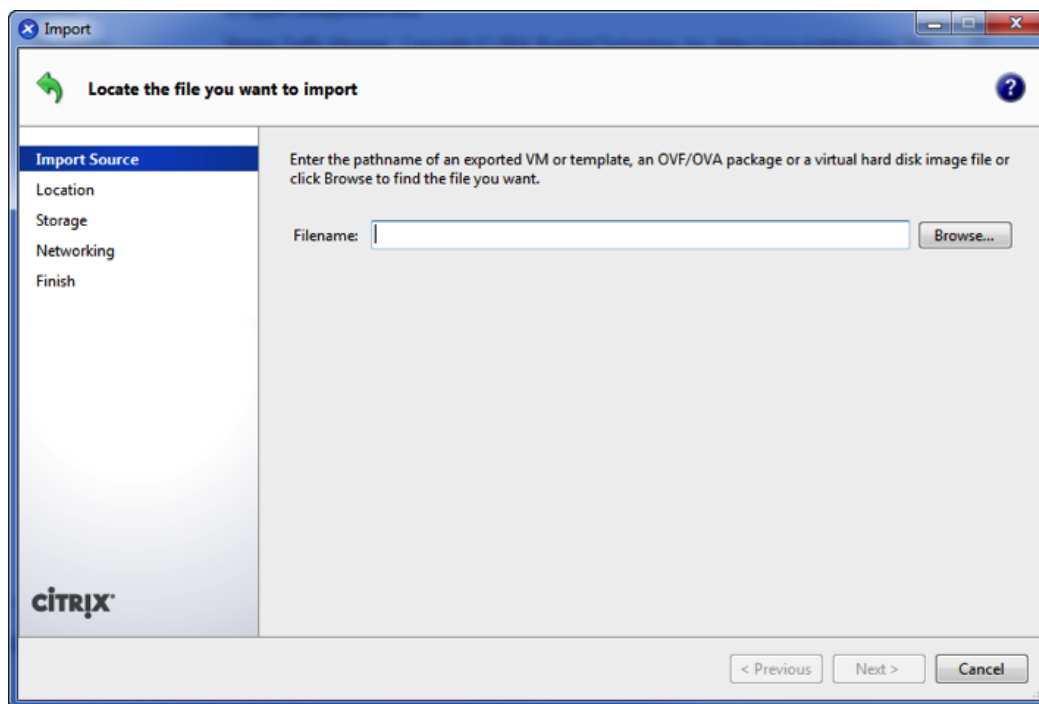 Import
Locate the file you want to import
?
Import Source
Location
Storage
Networking
Finish
Enter the pathname of an exported VM or template, an OVF/OVA package or a virtual hard disk image file or
click Browse to find the file you want.
Filename:
Browse...
CİTRIX
< Previous
Next >
Cancel